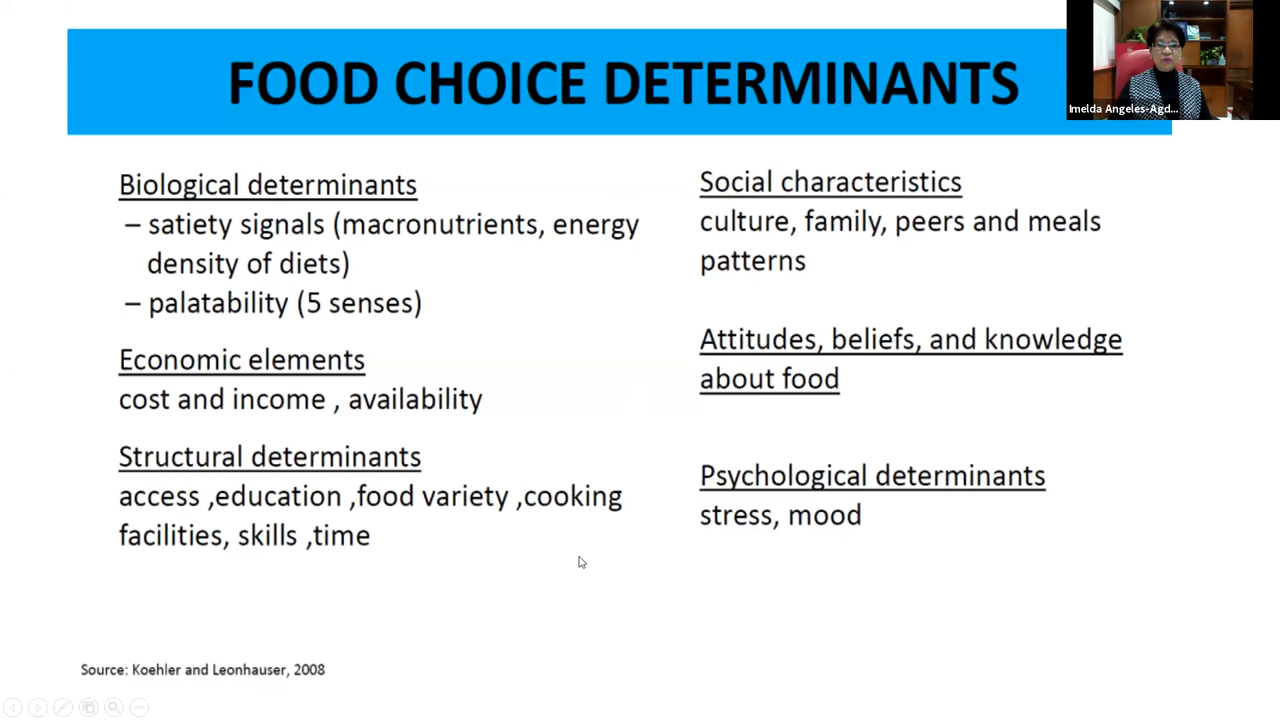 FOOD CHOICE DETERMINANTS
Imelda Angeles-Agd...
Biological determinants
– satiety signals (macronutrients, energy
density of diets)
– palatability (5 senses)
Economic elements
cost and income , availability
Structural determinants
access ,education ,food variety ,cooking
facilities, skills ,time
Social characteristics
culture, family, peers and meals
patterns
Attitudes, beliefs, and knowledge
about food
Psychological determinants
stress, mood
Source: Koehler and Leonhauser, 2008